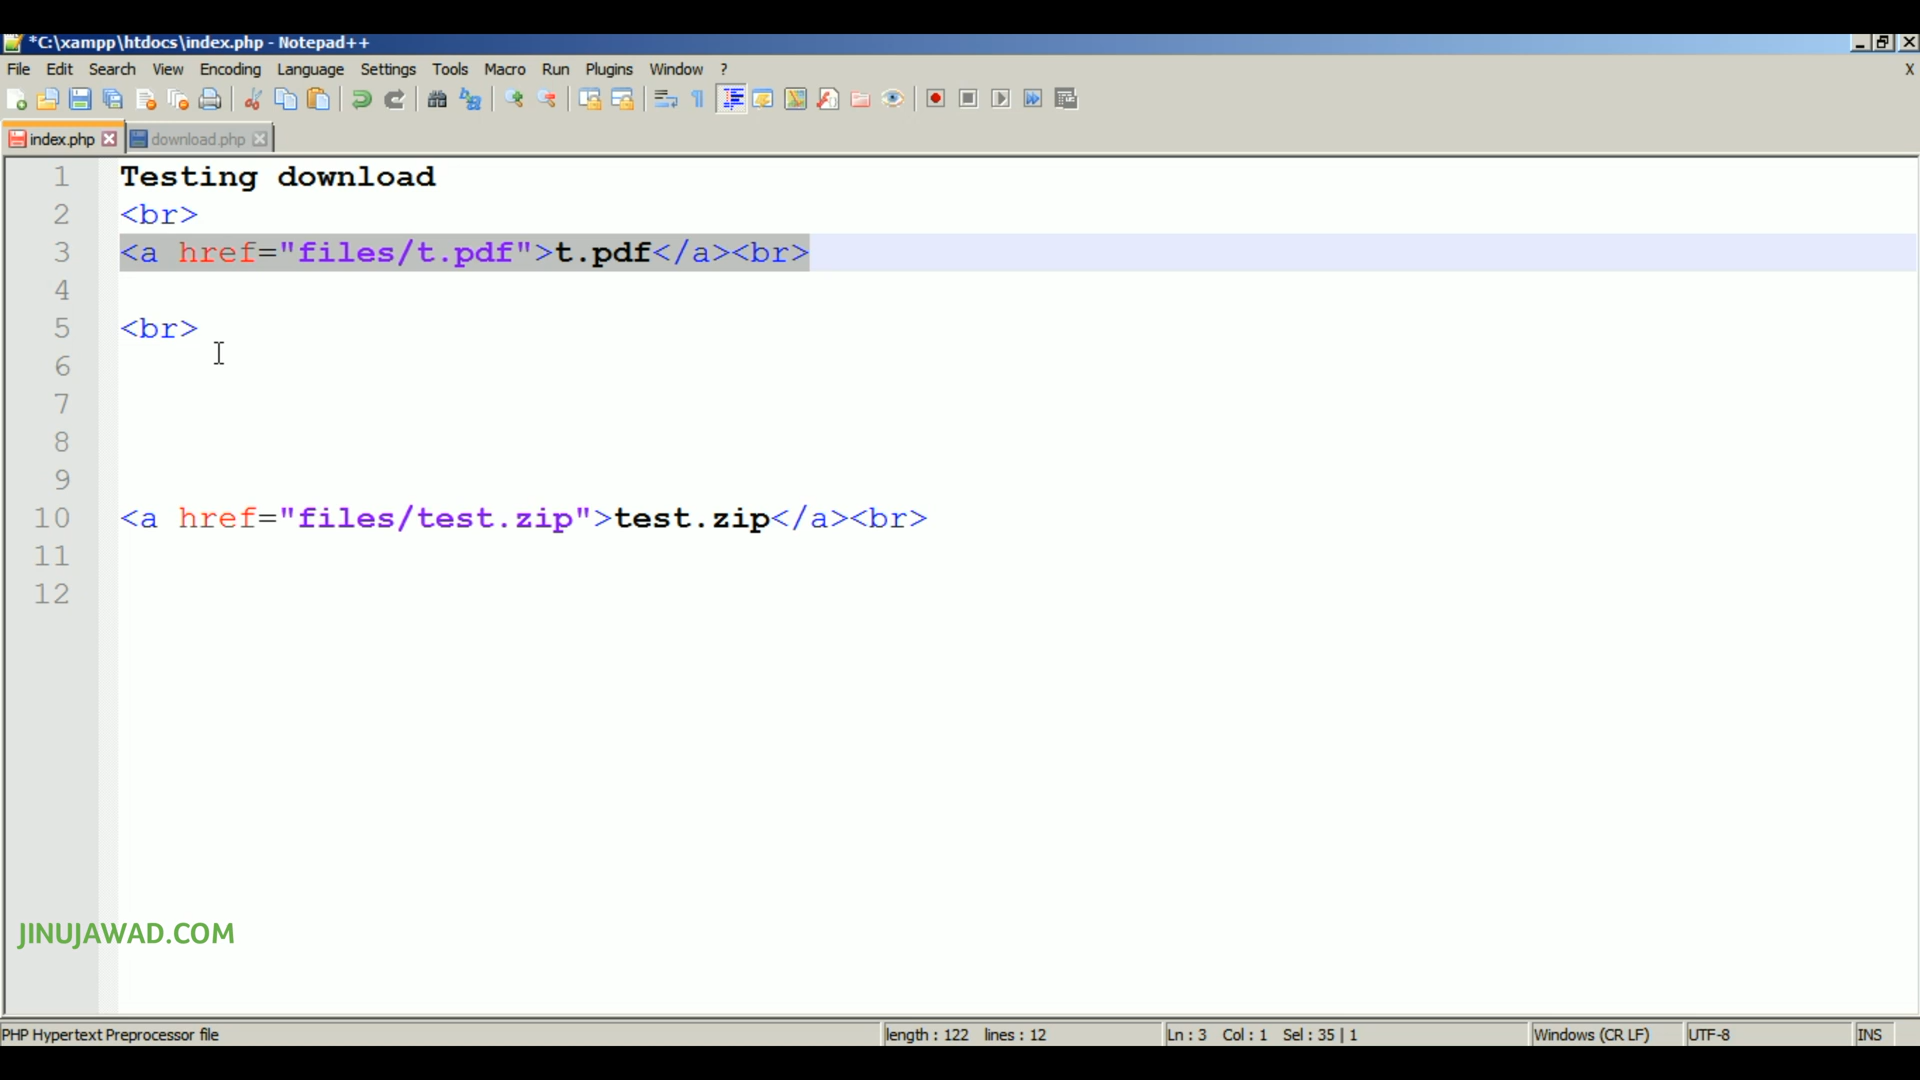 *C:\xampp\htdocs\index.php - Notepad++
File Edit Search View Encoding Language Settings Tools Macro Run Plugins Window ? X
index.php download.php
1 Testing download
2 <br>
3 <a href="files/t.pdf">t.pdf</a><br>
4
5 <br>
6
7
8
9
10 <a href="files/test.zip">test.zip</a><br>
11
12
JINUJAWAD.COM
PHP Hypertext Preprocessor file length : 122 lines : 12 Ln : 3 Col : 1 Sel : 35 | 1 Windows (CR LF) UTF-8 INS